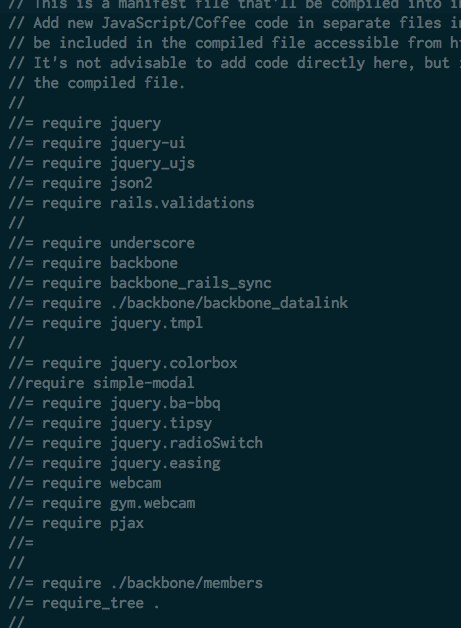 // This is a manifest file that'll be compiled into
// Add new JavaScript/Coffee code in separate files
// be included in the compiled file accessible from
// It's not advisable to add code directly here, but
// the compiled file.
//
//= require jquery
//= require jquery-ui
//= require jquery_ujs
//= require json2
//= require rails.validations
//
//= require underscore
//= require backbone
//= require backbone_rails_sync
//= require ./backbone/backbone_datalink
//= require jquery.tmpl
//
//= require jquery.colorbox
//require simple-modal
//= require jquery.ba-bbq
//= require jquery.tipsy
//= require jquery.radioSwitch
//= require jquery.easing
//= require webcam
//= require gym.webcam
//= require pjax
//=
//
//= require ./backbone/members
//= require_tree .
//